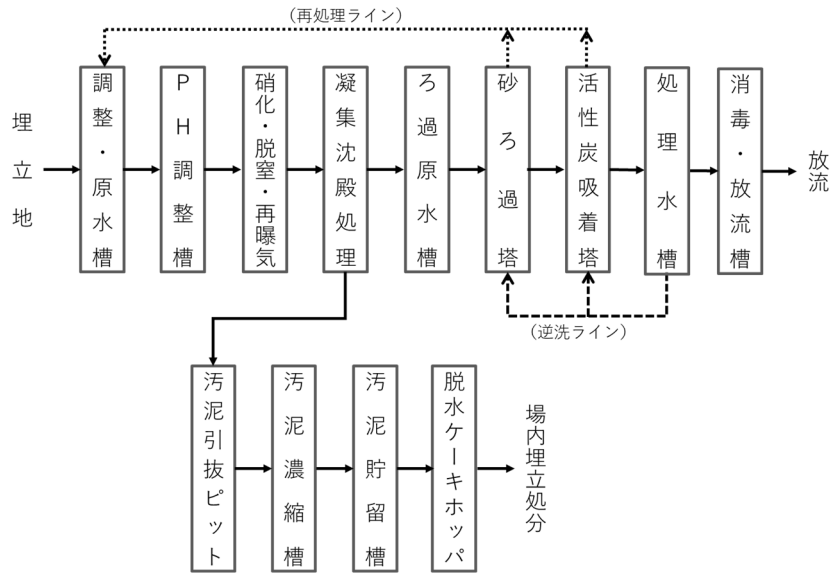 （再処理ライン）
埋立地
調整・原水槽
ＰＨ調整槽
硝化・脱窒・再曝気
凝集沈殿処理
ろ過原水槽
砂ろ過塔
活性炭吸着塔
処理水槽
消毒・放流槽
放流
（逆洗ライン）
汚泥引抜ピット
汚泥濃縮槽
汚泥貯留槽
脱水ケーキホッパ
場内埋立処分